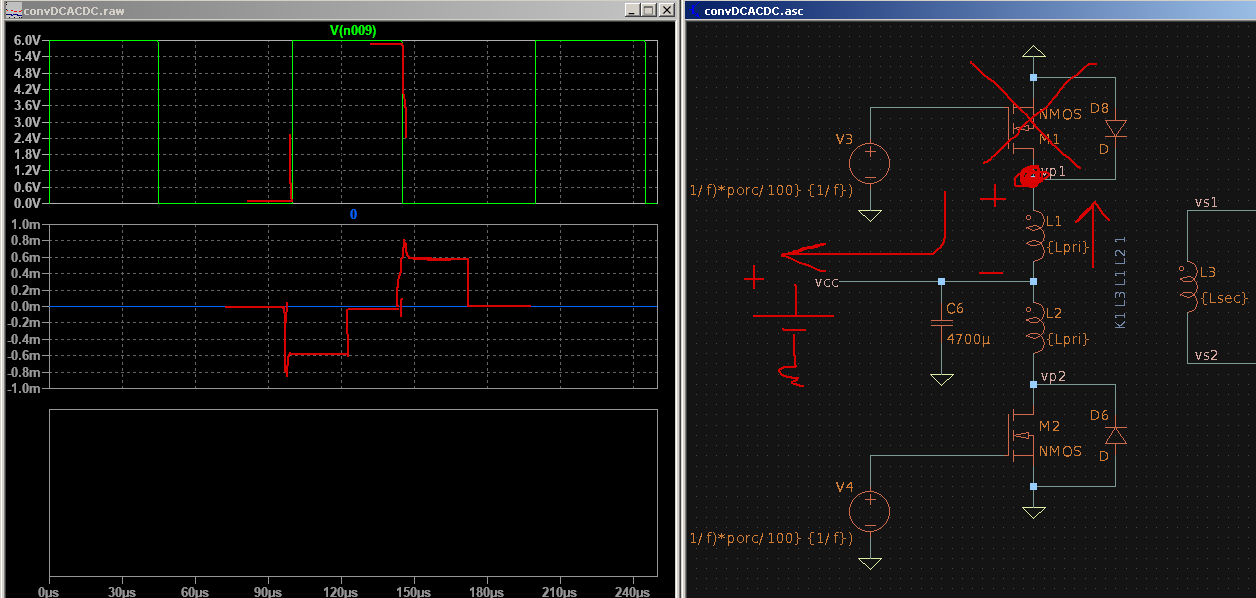 convDCACDC.raw
V(n009)
6.0V
5.4V
4.8V
4.2V
3.6V
3.0V
2.4V
1.8V
1.2V
0.6V
0.0V
0
1.0m
0.8m
0.6m
0.4m
0.2m
0.0m
-0.2m
-0.4m
-0.6m
-0.8m
-1.0m
0µs 30µs 60µs 90µs 120µs 150µs 180µs 210µs 240µs
convDCACDC.asc
NMOS
D8
V3
M1
D
vp1
1/f)*porc/100} {1/f})
+
vs1
L1
{Lpri}
K1 L3 L1 L2 1
L3
{Lsec}
+
vcc
C6
4700µ
L2
{Lpri}
vs2
vp2
D6
M2
NMOS
D
V4
1/f)*porc/100} {1/f})